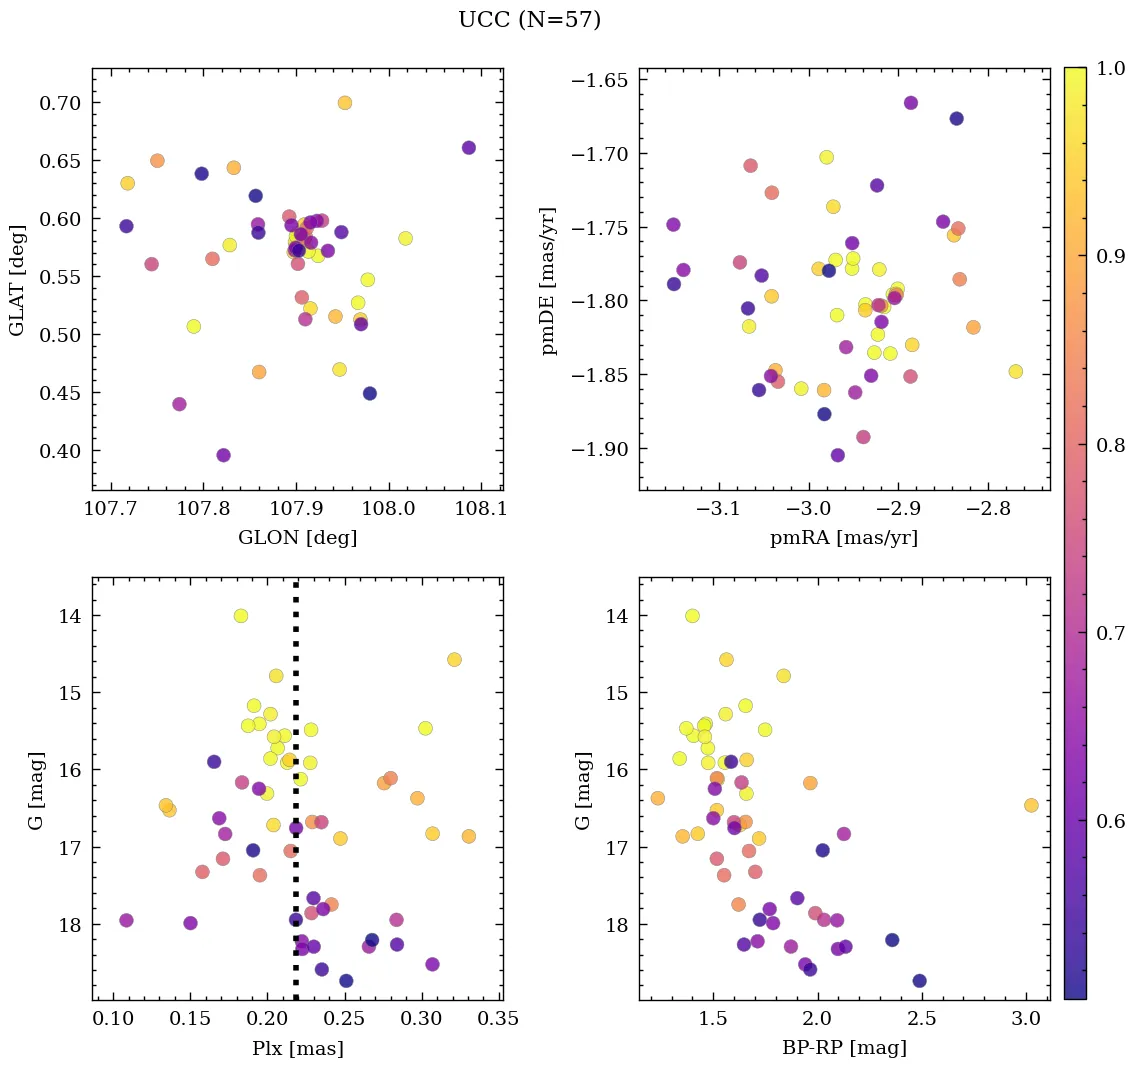 UCC (N=57)
0.70
0.65
0.60
0.55
0.50
0.45
0.40
GLAT [deg]
107.7 107.8 107.9 108.0 108.1
GLON [deg]
−1.65
−1.70
−1.75
−1.80
−1.85
−1.90
pmDE [mas/yr]
−3.1 −3.0 −2.9 −2.8
pmRA [mas/yr]
14
15
16
17
18
G [mag]
0.10 0.15 0.20 0.25 0.30 0.35
Plx [mas]
14
15
16
17
18
G [mag]
1.5 2.0 2.5 3.0
BP-RP [mag]
1.0
0.9
0.8
0.7
0.6